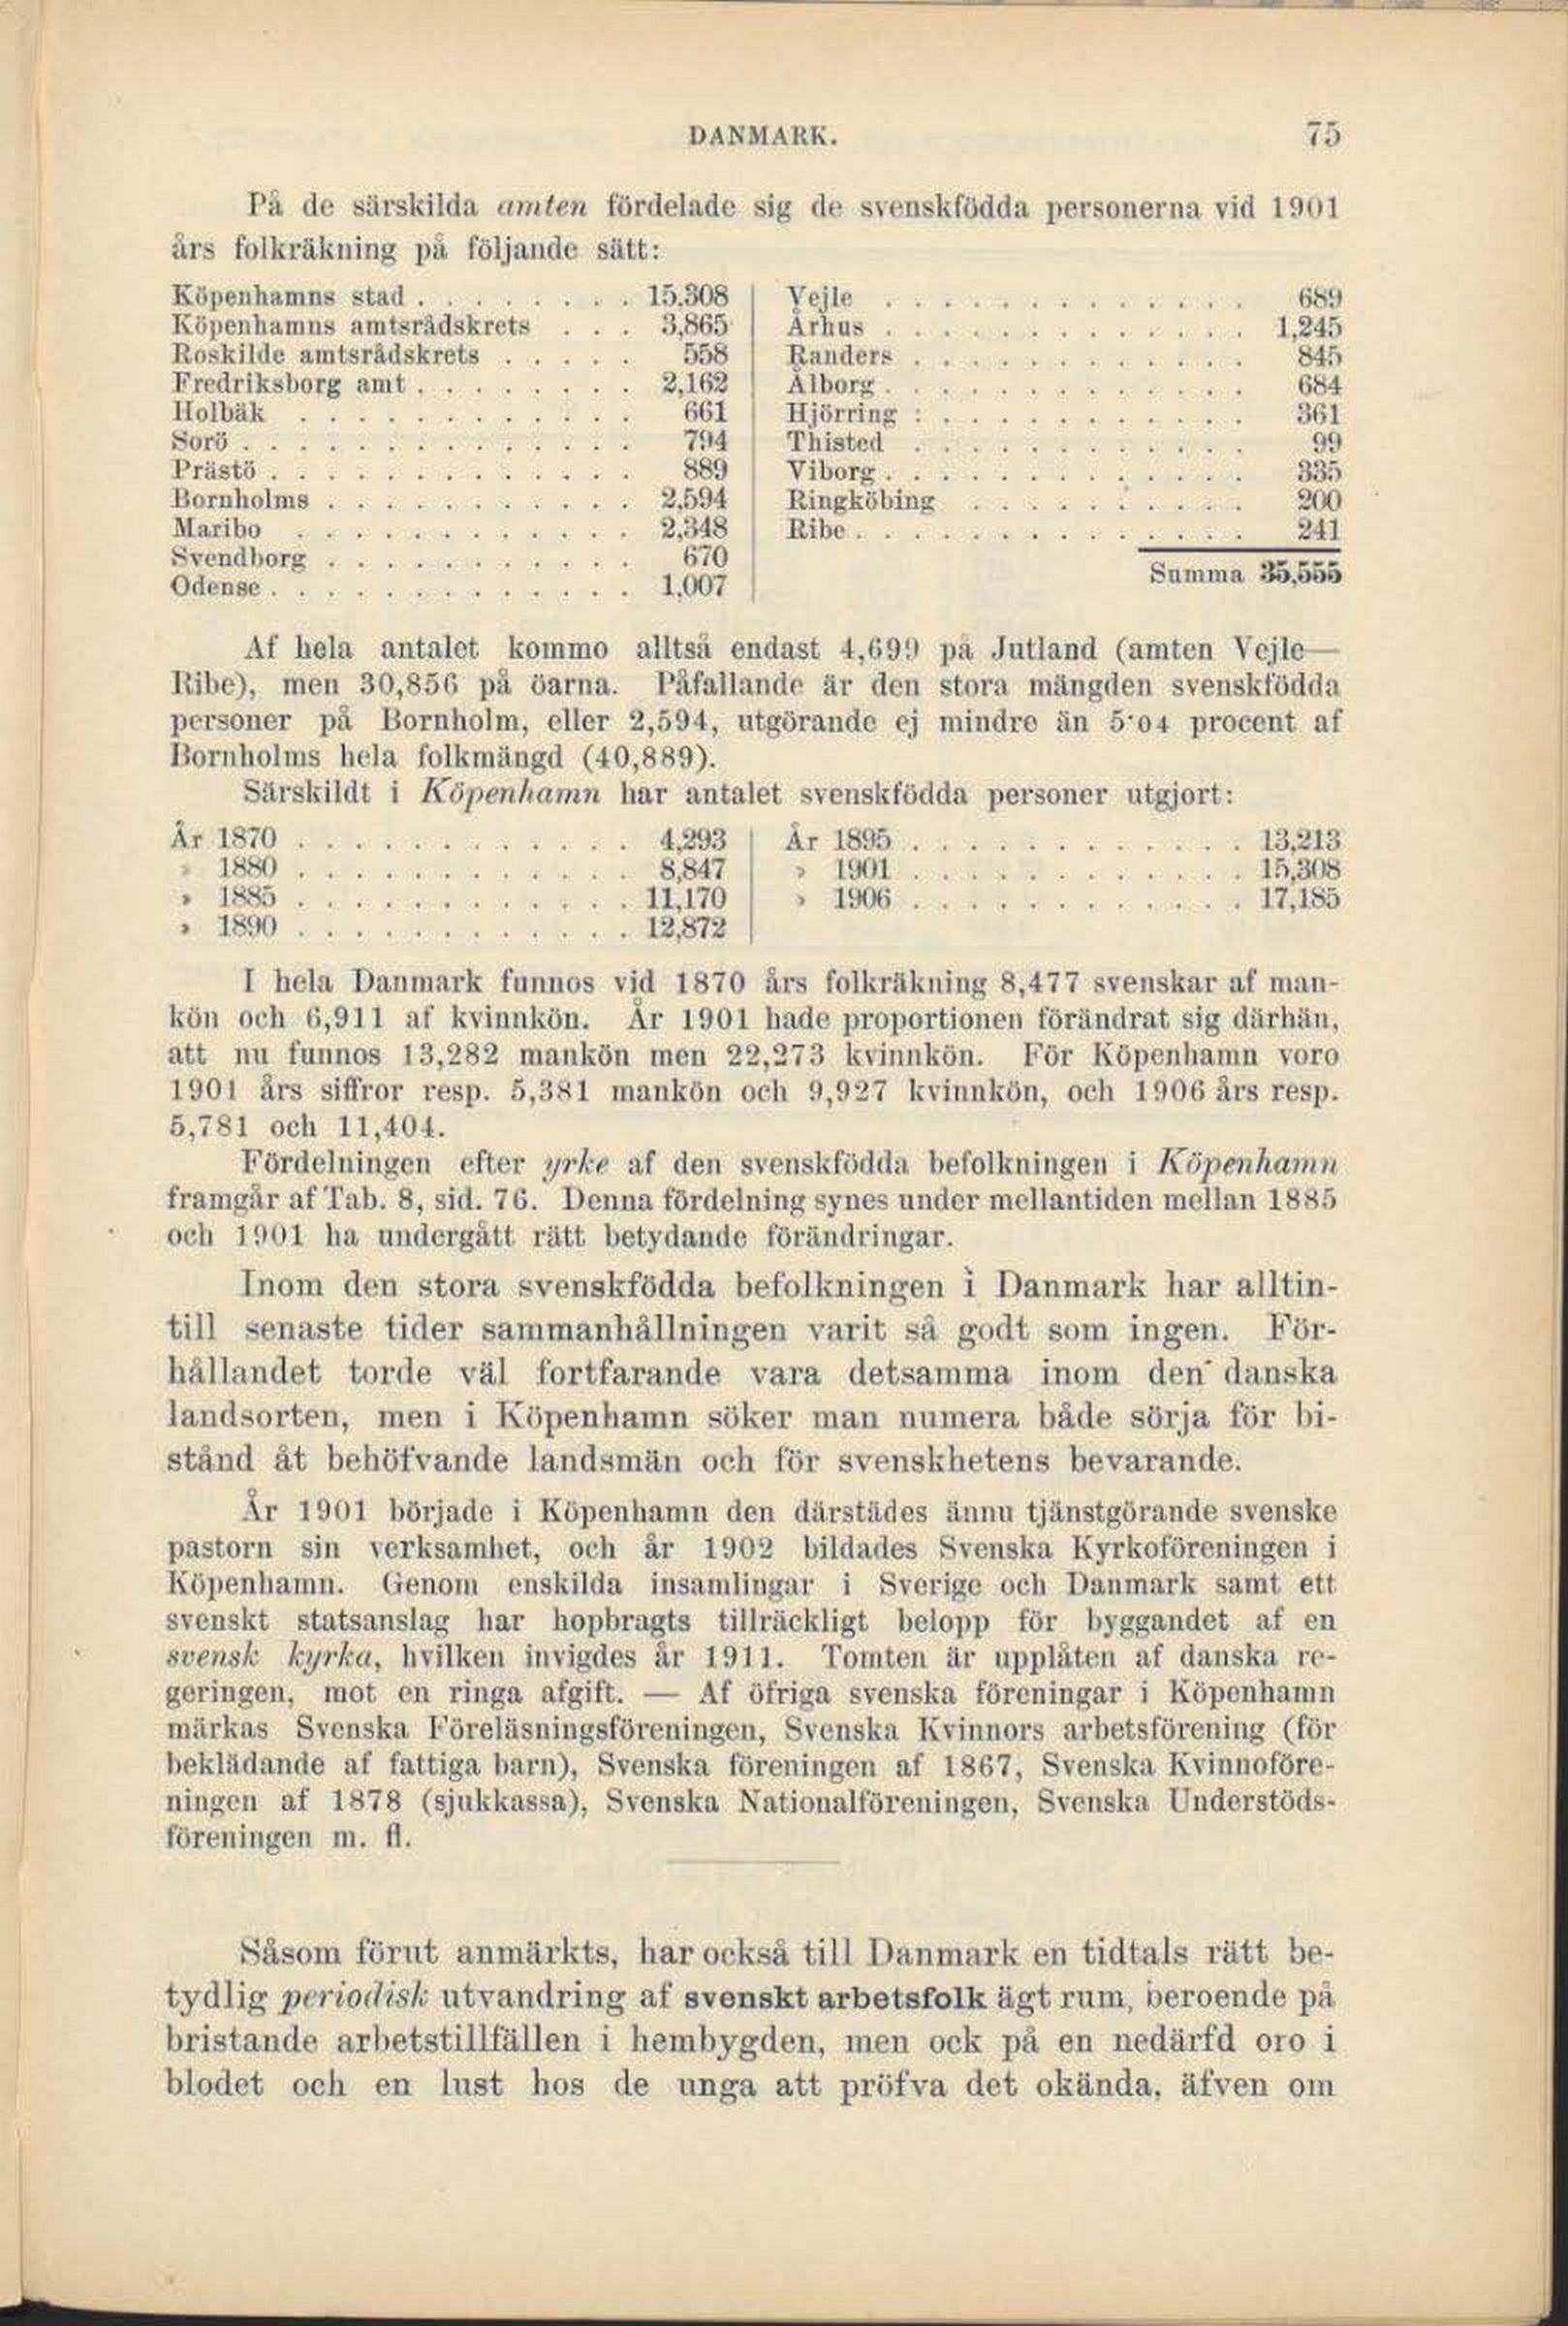 DANMARK. 75
På de särskilda amten fördelade sig de svenskfödda personerna vid 1901
års folkräkning på följande sätt:
Köpenhamns stad . . . . . . . . 15,308
Köpenhamns amtsrådskrets . . . 3,865
Roskilde amtsrådskrets . . . . . 558
Fredriksborg amt . . . . . . . . 2,162
Holbäk . . . . . . . . . . . . 661
Sorö . . . . . . . . . . . . . . 794
Prästö . . . . . . . . . . . . . 889
Bornholms . . . . . . . . . . . 2,594
Maribo . . . . . . . . . . . . 2,348
Svendborg . . . . . . . . . . . 670
Odense . . . . . . . . . . . . . 1,007
Vejle . . . . . . . . . . . . . 689
Århus . . . . . . . . . . . . . 1,245
Randers . . . . . . . . . . . . 845
Ålborg . . . . . . . . . . . . . 684
Hjörring : . . . . . . . . . . . 361
Thisted . . . . . . . . . . . . 99
Viborg . . . . . . . . . . . . . 335
Ringköbing . . . . . . . . . . 200
Ribe . . . . . . . . . . . . . . 241
Summa 35,555
Af hela antalet kommo alltså endast 4,699 på Jutland (amten Vejle—
Ribe), men 30,856 på öarna. Påfallande är den stora mängden svenskfödda
personer på Bornholm, eller 2,594, utgörande ej mindre än 5·04 procent af
Bornholms hela folkmängd (40,889).
Särskildt i Köpenhamn har antalet svenskfödda personer utgjort:
År 1870 . . . . . . . . . . . . 4,293
» 1880 . . . . . . . . . . . . 8,847
» 1885 . . . . . . . . . . . . 11,170
» 1890 . . . . . . . . . . . . 12,872
År 1895 . . . . . . . . . . . . 13,213
» 1901 . . . . . . . . . . . . 15,308
» 1906 . . . . . . . . . . . . 17,185
I hela Danmark funnos vid 1870 års folkräkning 8,477 svenskar af man-
kön och 6,911 af kvinnkön. År 1901 hade proportionen förändrat sig därhän,
att nu funnos 13,282 mankön men 22,273 kvinnkön. För Köpenhamn voro
1901 års siffror resp. 5,381 mankön och 9,927 kvinnkön, och 1906 års resp.
5,781 och 11,404.
Fördelningen efter yrke af den svenskfödda befolkningen i Köpenhamn
framgår af Tab. 8, sid. 76. Denna fördelning synes under mellantiden mellan 1885
och 1901 ha undergått rätt betydande förändringar.
Inom den stora svenskfödda befolkningen i Danmark har alltin-
till senaste tider sammanhållningen varit så godt som ingen. För-
hållandet torde väl fortfarande vara detsamma inom den danska
landsorten, men i Köpenhamn söker man numera både sörja för bi-
stånd åt behöfvande landsmän och för svenskhetens bevarande.
År 1901 började i Köpenhamn den därstädes ännu tjänstgörande svenske
pastorn sin verksamhet, och år 1902 bildades Svenska Kyrkoföreningen i
Köpenhamn. Genom enskilda insamlingar i Sverige och Danmark samt ett
svenskt statsanslag har hopbragts tillräckligt belopp för byggandet af en
svensk kyrka, hvilken invigdes år 1911. Tomten är upplåten af danska re-
geringen, mot en ringa afgift. — Af öfriga svenska föreningar i Köpenhamn
märkas Svenska Föreläsningsföreningen, Svenska Kvinnors arbetsförening (för
beklädande af fattiga barn), Svenska föreningen af 1867, Svenska Kvinnoföre-
ningen af 1878 (sjukkassa), Svenska Nationalföreningen, Svenska Understöds-
föreningen m. fl.
Såsom förut anmärkts, har också till Danmark en tidtals rätt be-
tydlig periodisk utvandring af svenskt arbetsfolk ägt rum, beroende på
bristande arbetstillfällen i hembygden, men ock på en nedärfd oro i
blodet och en lust hos de unga att pröfva det okända, äfven om